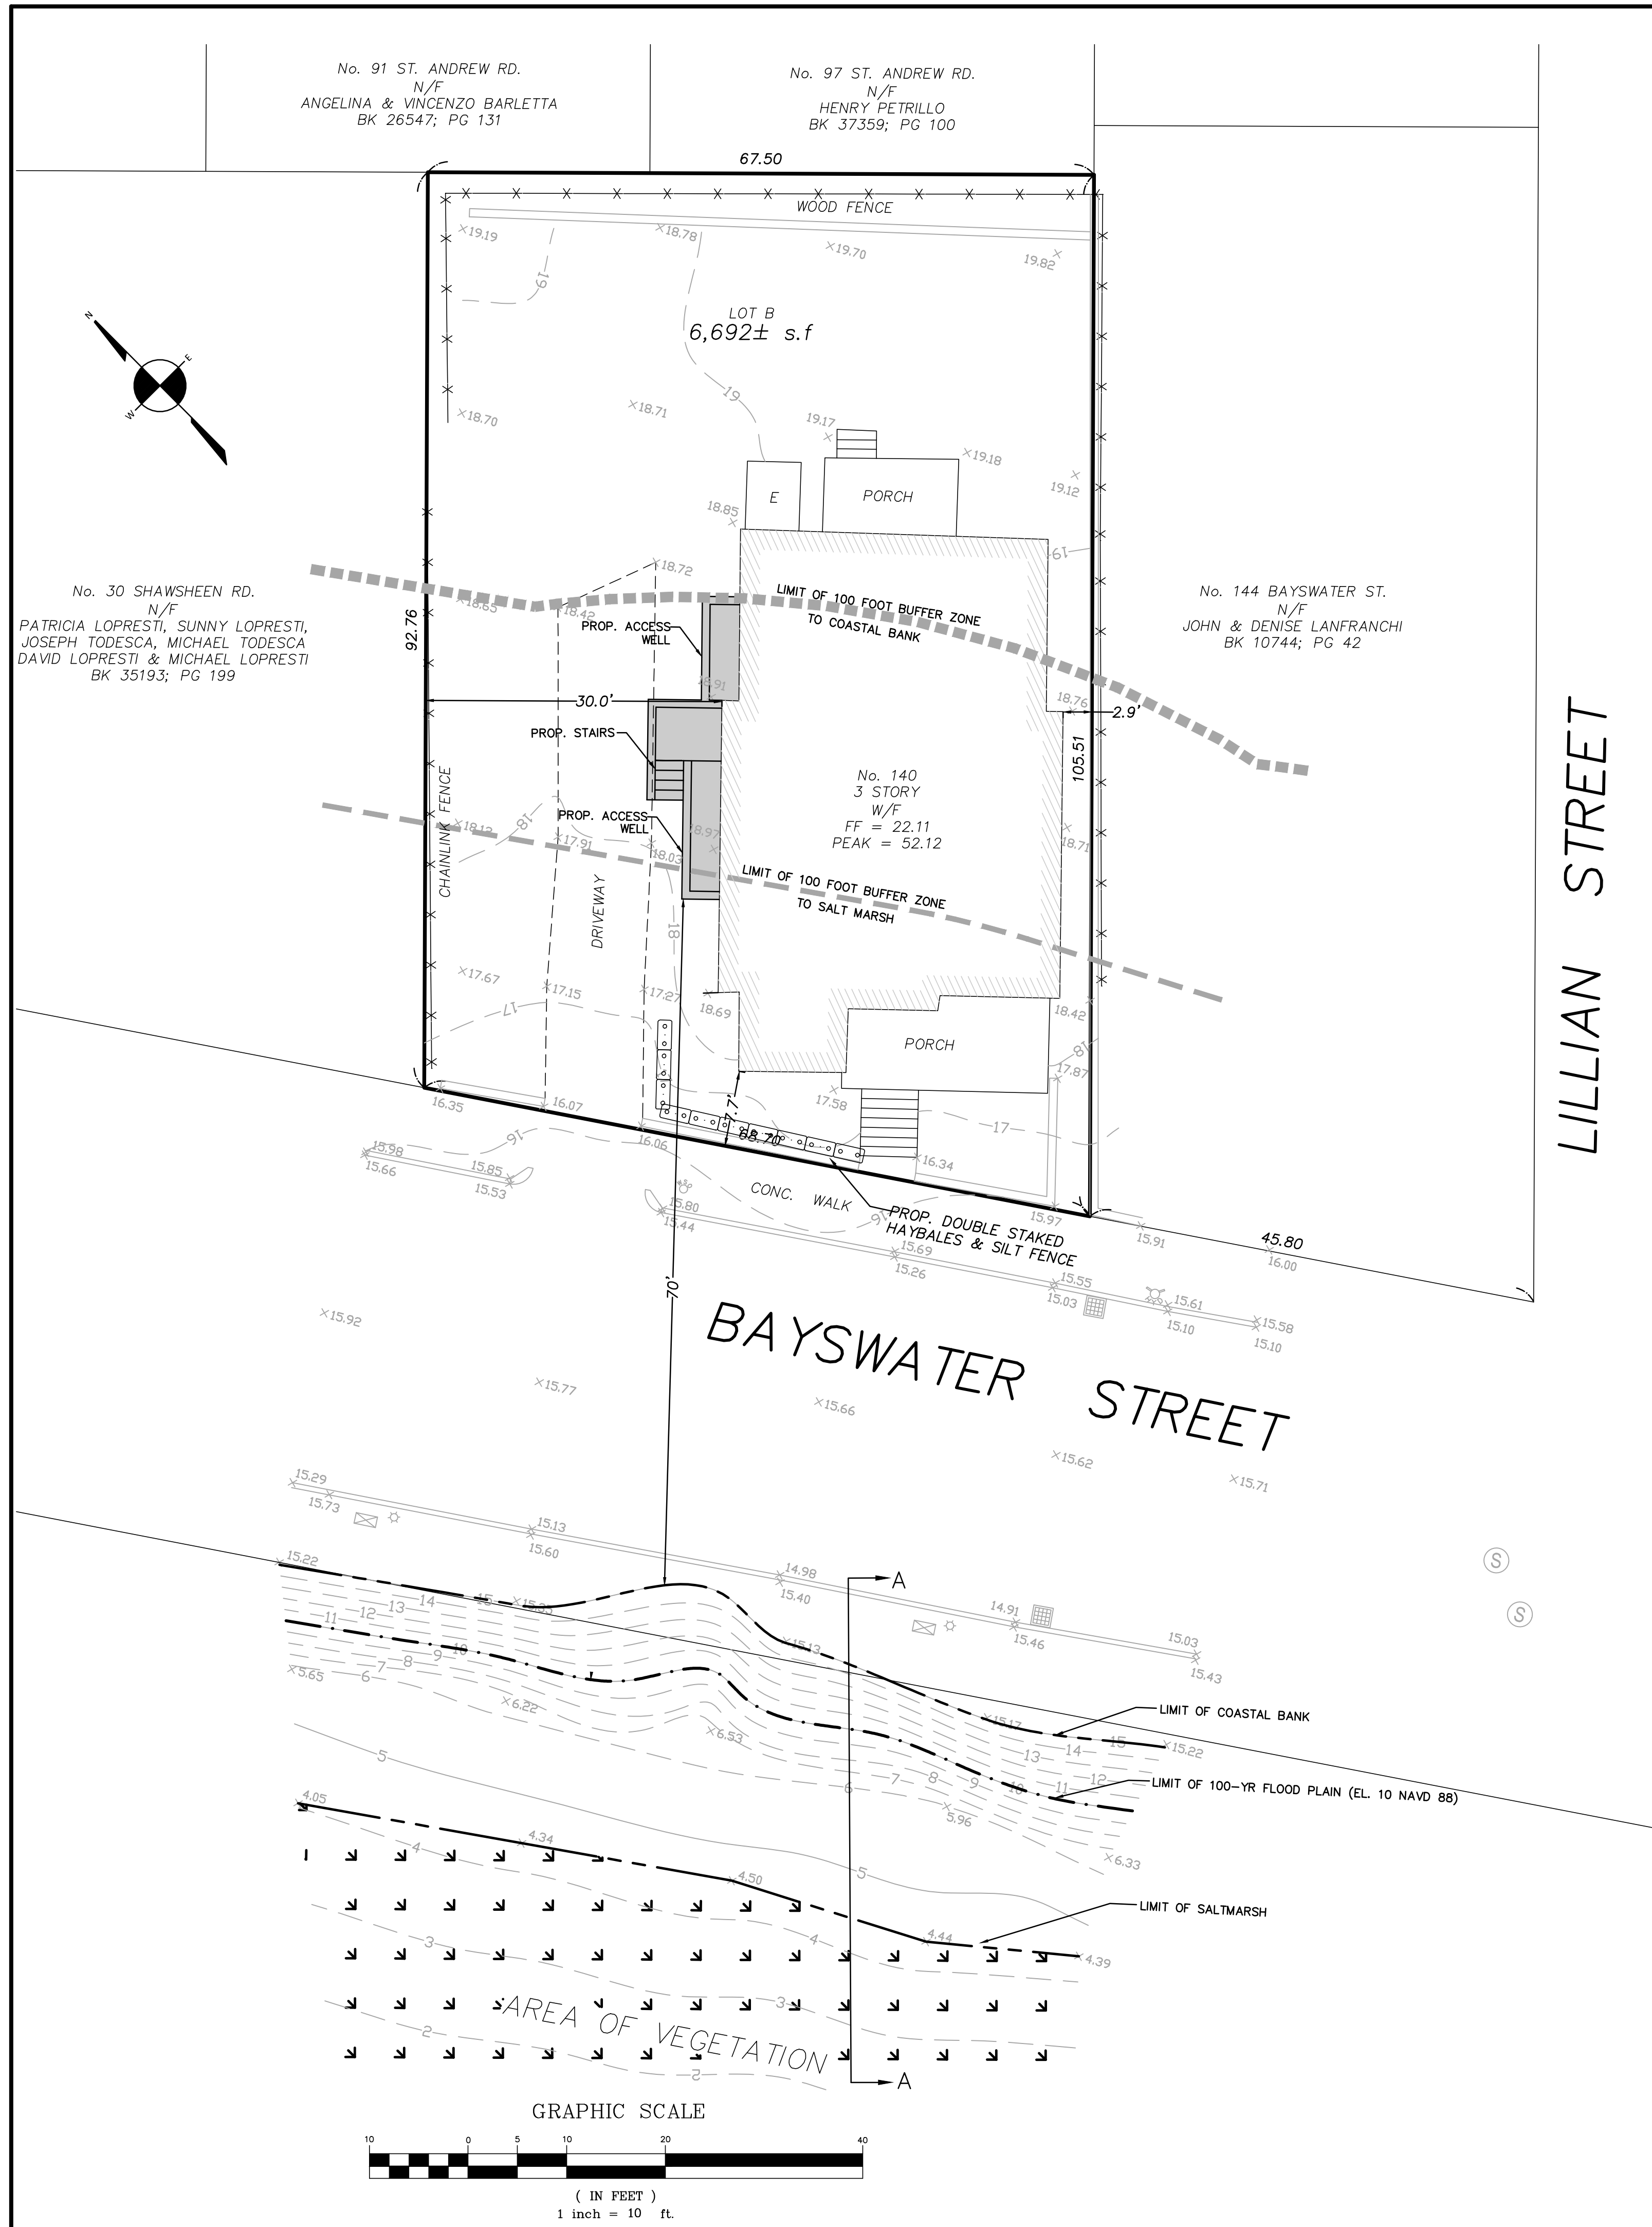 No. 91 ST. ANDREW RD.
N/F
ANGELINA & VINCENZO BARLETTA
BK 26547; PG 131
No. 97 ST. ANDREW RD.
N/F
HENRY PETRILLO
BK 37359; PG 100
67.50
WOOD FENCE
19.19
18.78
19.70
19.82
19
LOT B
6,692± s.f
N
E
W
19
18.70
18.71
19.17
19.18
19.12
E
PORCH
18.85
19
18.72
No. 30 SHAWSHEEN RD.
N/F
PATRICIA LOPRESTI, SUNNY LOPRESTI,
JOSEPH TODESCA, MICHAEL TODESCA
DAVID LOPRESTI & MICHAEL LOPRESTI
BK 35193; PG 199
No. 144 BAYSWATER ST.
N/F
JOHN & DENISE LANFRANCHI
BK 10744; PG 42
18.65
18.42
LIMIT OF 100 FOOT BUFFER ZONE
TO COASTAL BANK
PROP. ACCESS
WELL
92.76
18.91
30.0'
18.76
2.9'
PROP. STAIRS
105.51
LILLIAN STREET
No. 140
3 STORY
W/F
FF = 22.11
PEAK = 52.12
CHAINLINK FENCE
18
18.12
17.91
PROP. ACCESS
WELL
18.97
18.03
18.71
LIMIT OF 100 FOOT BUFFER ZONE
TO SALT MARSH
DRIVEWAY
18
17.67
17.15
17.27
18.69
17
18.42
PORCH
18
17.87
17.58
7.7'
68.70
17
16.35
16.07
16.06
16.34
16
15.98
15.66
15.85
15.53
CONC. WALK
15.80
15.44
16
PROP. DOUBLE STAKED
HAYBALES & SILT FENCE
15.97
15.91
45.80
16.00
15.69
15.26
15.55
15.03
15.61
15.10
15.58
15.10
70'
BAYSWATER STREET
15.92
15.77
15.66
15.62
15.71
15.29
15.73
15.13
15.60
14.98
15.40
14.91
15.46
15.03
15.43
S
S
A
15.22
15
14
13
12
11
10
9
8
7
6
15.35
15.13
15.17
15.22
5.65
6.22
6.53
5.96
6.33
15
14
13
12
11
10
9
8
7
6
LIMIT OF COASTAL BANK
LIMIT OF 100-YR FLOOD PLAIN (EL. 10 NAVD 88)
5
5
4.05
4.34
4.50
4.44
4.39
4
4
LIMIT OF SALTMARSH
3
3
2
2
AREA OF VEGETATION
A
GRAPHIC SCALE
10 0 5 10 20 40
( IN FEET )
1 inch = 10 ft.